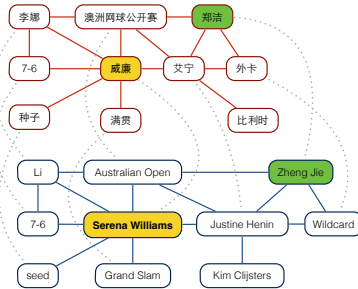 李娜 澳洲网球公开赛 郑洁
7-6 威廉 艾宁 外卡
种子 满贯 比利时
Li Australian Open Zheng Jie
7-6 Serena Williams Justine Henin Wildcard
seed Grand Slam Kim Clijsters